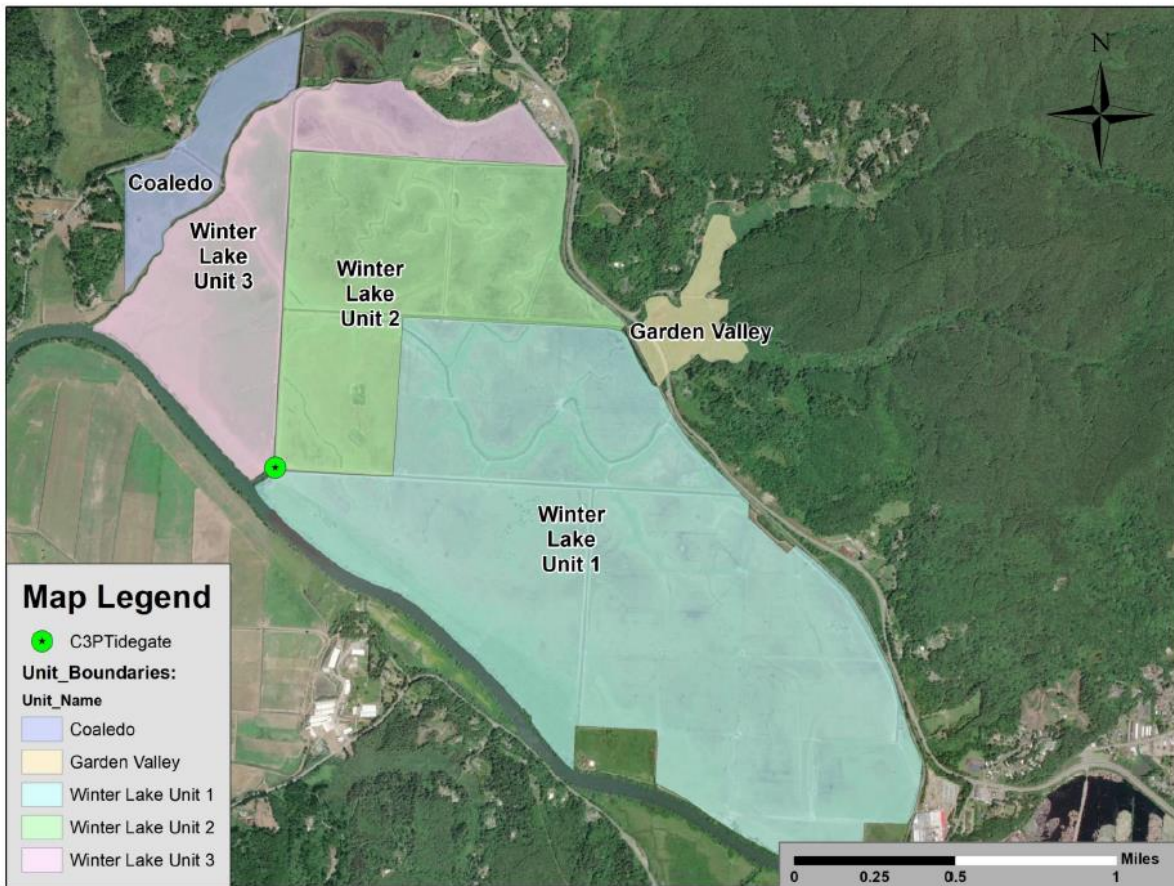 N
Coaledo
Winter
Lake
Unit 3
Winter
Lake
Unit 2
Garden Valley
Winter
Lake
Unit 1
Map Legend
C3PTidegate
Unit_Boundaries:
Unit_Name
Coaledo
Garden Valley
Winter Lake Unit 1
Winter Lake Unit 2
Winter Lake Unit 3
Miles
0 0.25 0.5 1